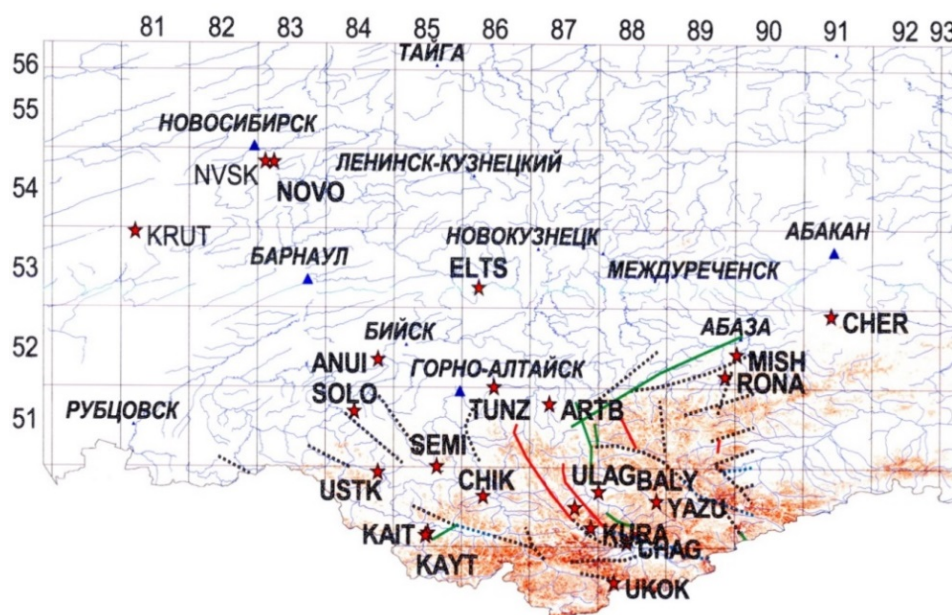 81 82 83 84 85 86 87 88 89 90 91 92 93
56
ТАЙГА
55
НОВОСИБИРСК
54
NVSK
ЛЕНИНСК-КУЗНЕЦКИЙ
NOVO
KRUT
НОВОКУЗНЕЦК
АБАКАН
53
БАРНАУЛ
ELTS
МЕЖДУРЕЧЕНСК
CHER
БИЙСК
АБАЗА
52
ANUI
ГОРНО-АЛТАЙСК
MISH
SOLO
RONA
РУБЦОВСК
TUNZ
ARTB
51
SEMI
USTK
CHIK
ULAG
BALY
YAZU
KAIT
KURA
CHAG
KAYT
UKOK